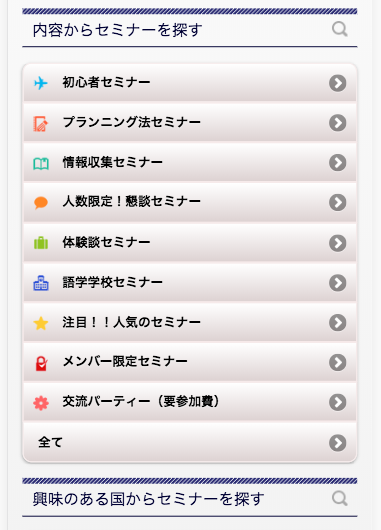 内容からセミナーを探す
初心者セミナー
プランニング法セミナー
情報収集セミナー
人数限定！懇談セミナー
体験談セミナー
語学学校セミナー
注目！！人気のセミナー
メンバー限定セミナー
交流パーティー（要参加費）
全て
興味のある国からセミナーを探す